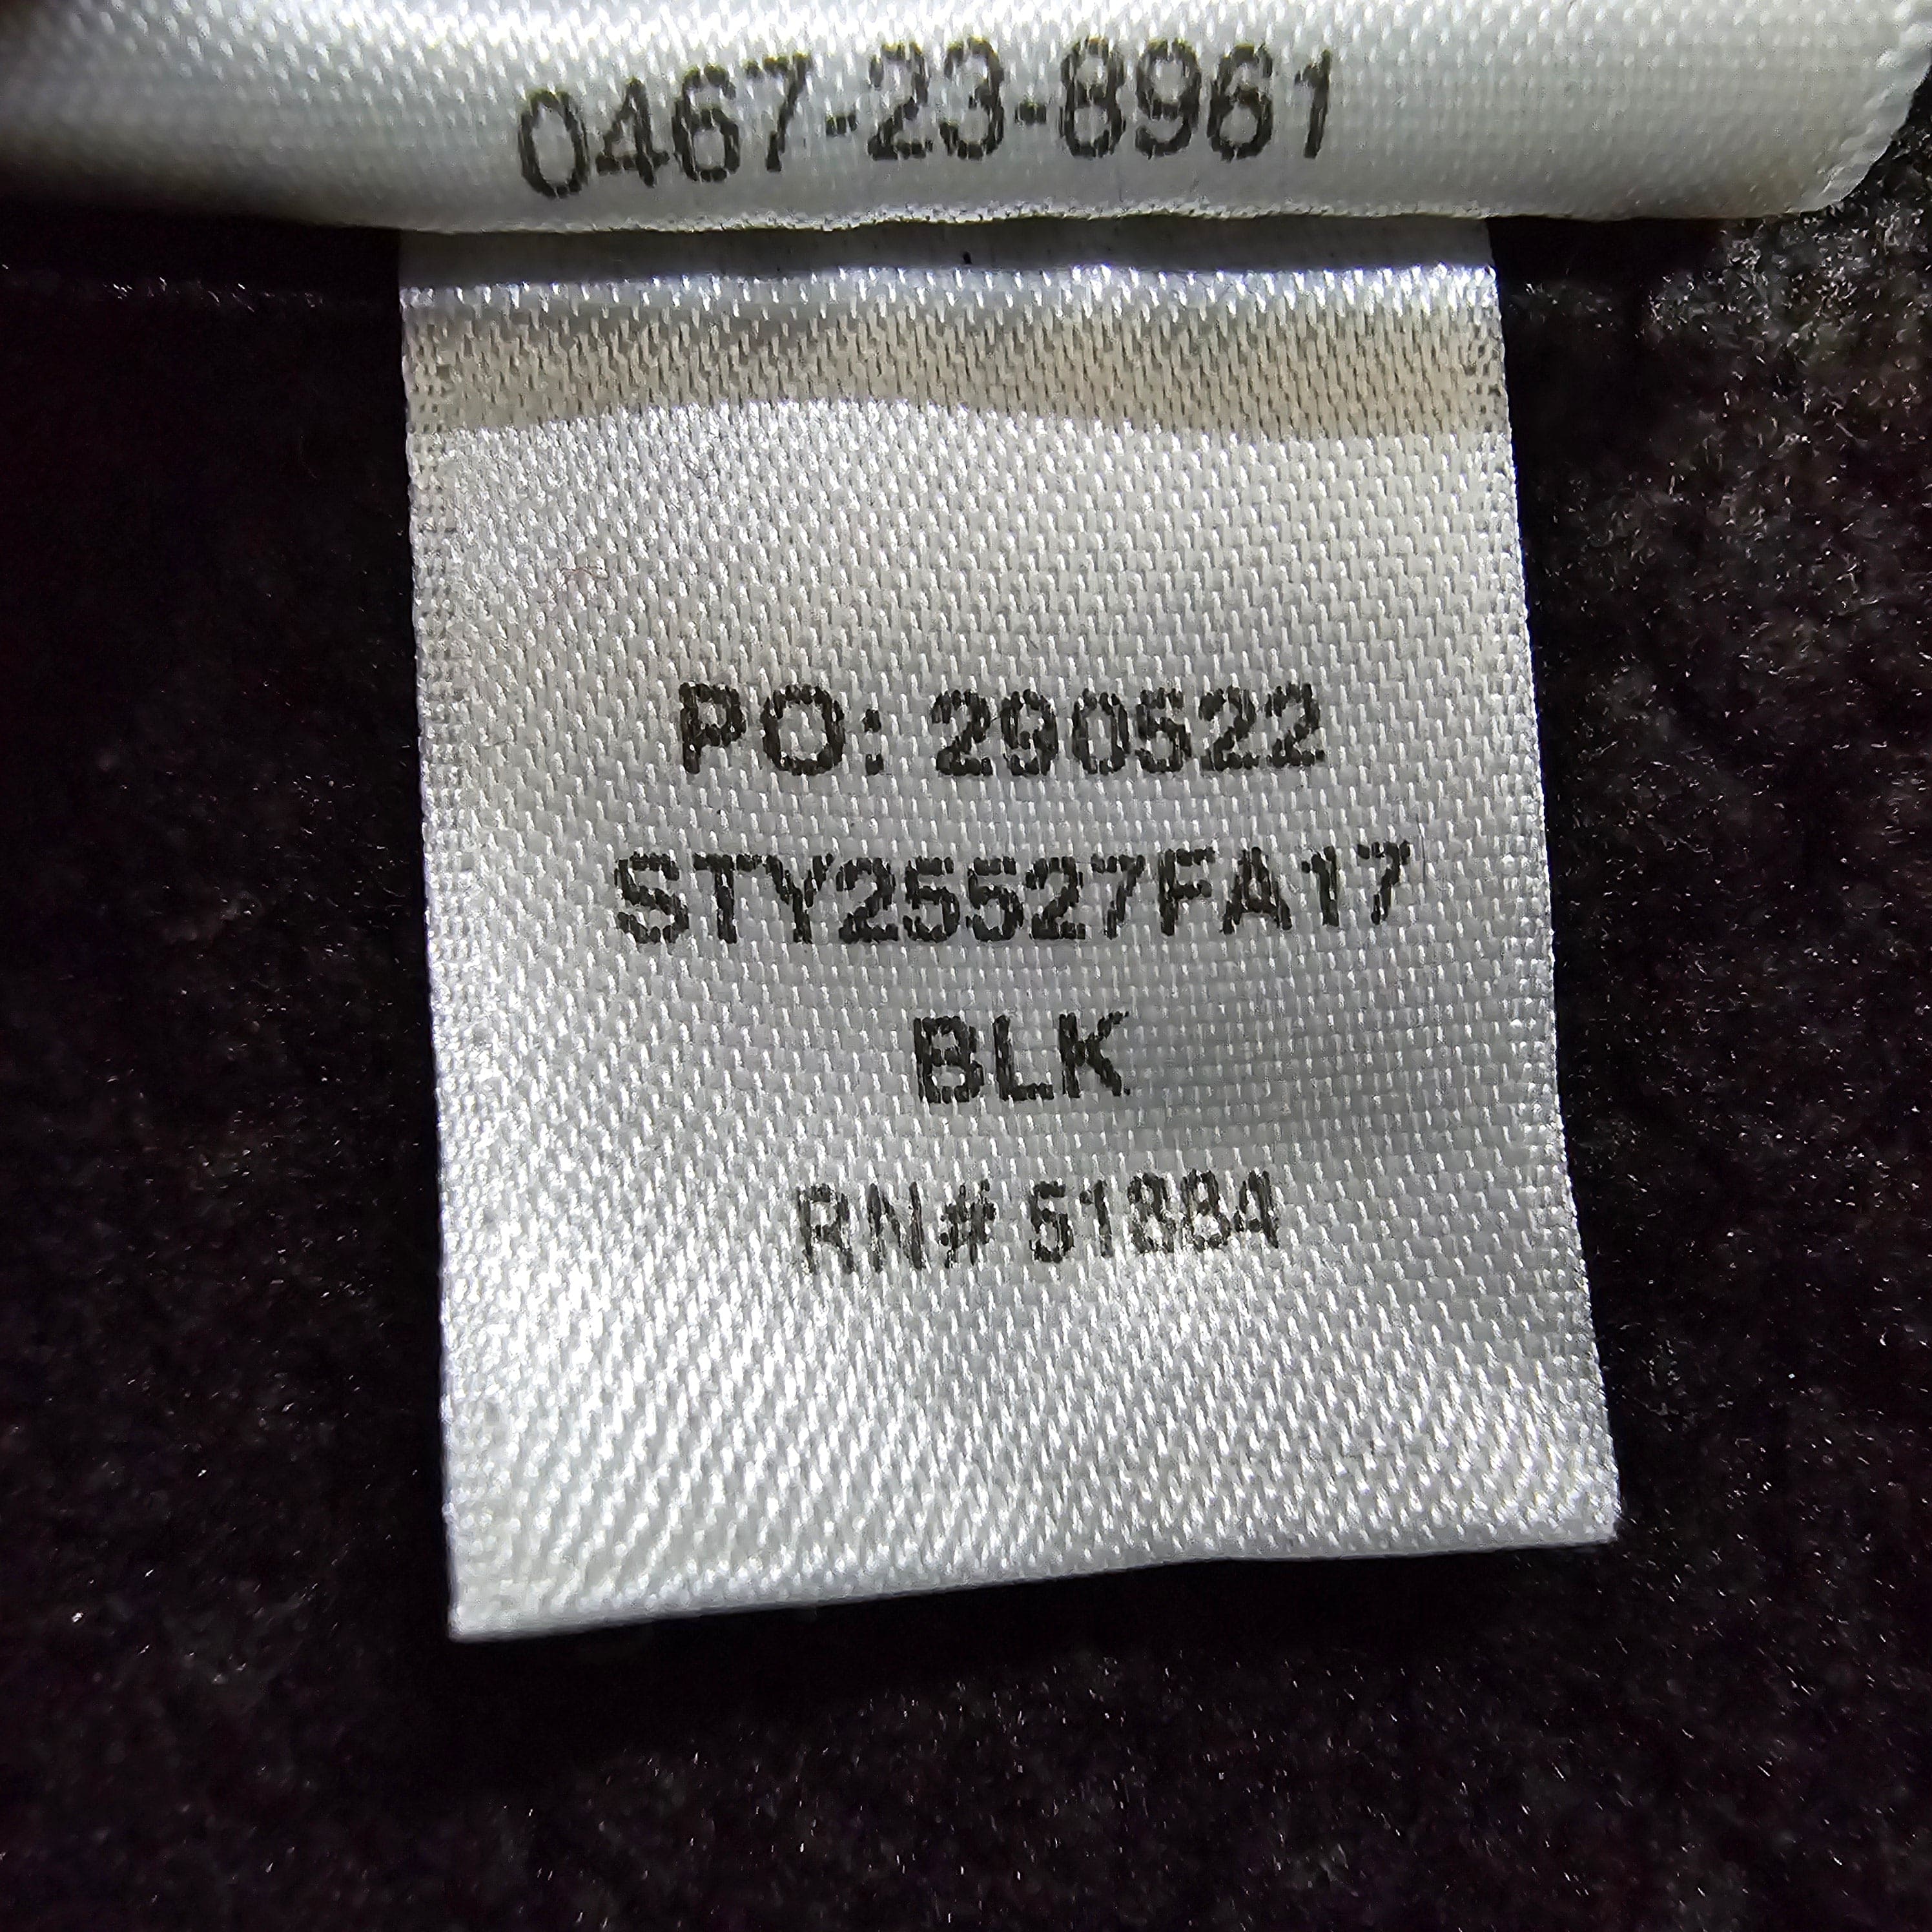 0467-23-8961
PO: 290522
STY25527FA17
BLK
RN# 51884